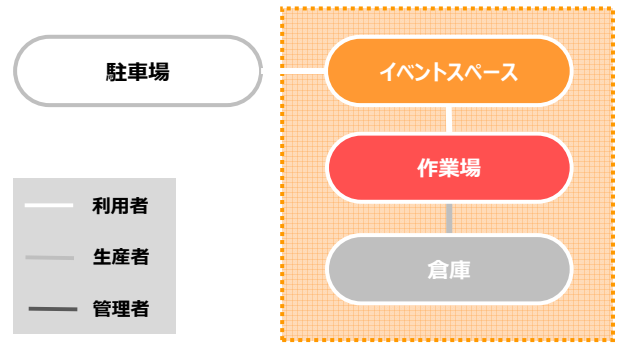 駐車場
イベントスペース
作業場
倉庫
利用者
生産者
管理者